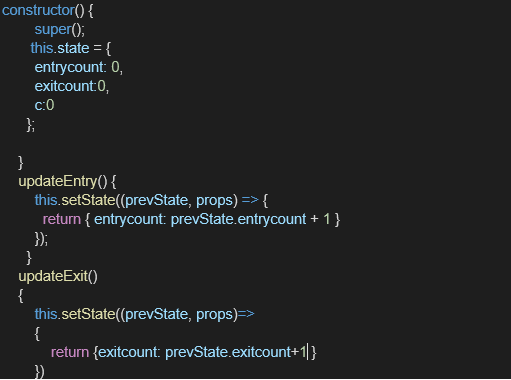 constructor() {
super();
this.state = {
entrycount: 0,
exitcount:0,
c:0
};
}
updateEntry() {
this.setState((prevState, props) => {
return { entrycount: prevState.entrycount + 1 }
});
}
updateExit()
{
this.setState((prevState, props)=>
{
return {exitcount: prevState.exitcount+1}
})